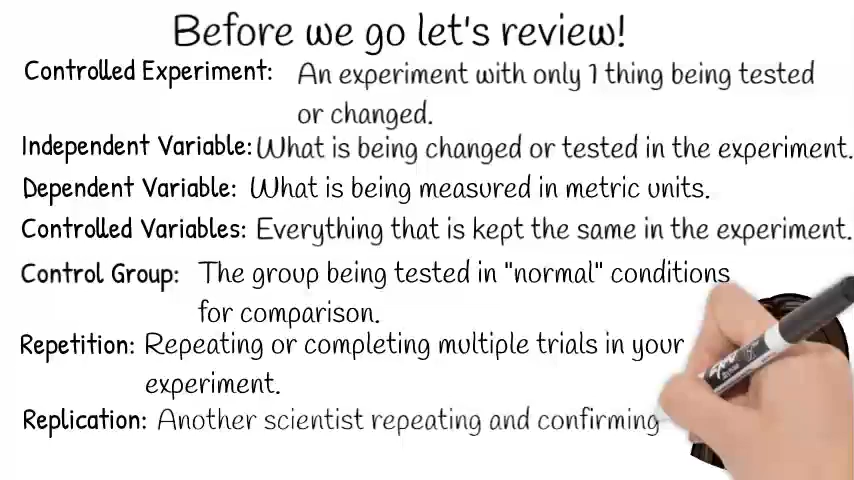 Before we go let's review!
Controlled Experiment: An experiment with only 1 thing being tested
or changed.
Independent Variable: What is being changed or tested in the experiment.
Dependent Variable: What is being measured in metric units.
Controlled Variables: Everything that is kept the same in the experiment.
Control Group: The group being tested in "normal" conditions
for comparison.
Repetition: Repeating or completing multiple trials in your
experiment.
Replication: Another scientist repeating and confirming